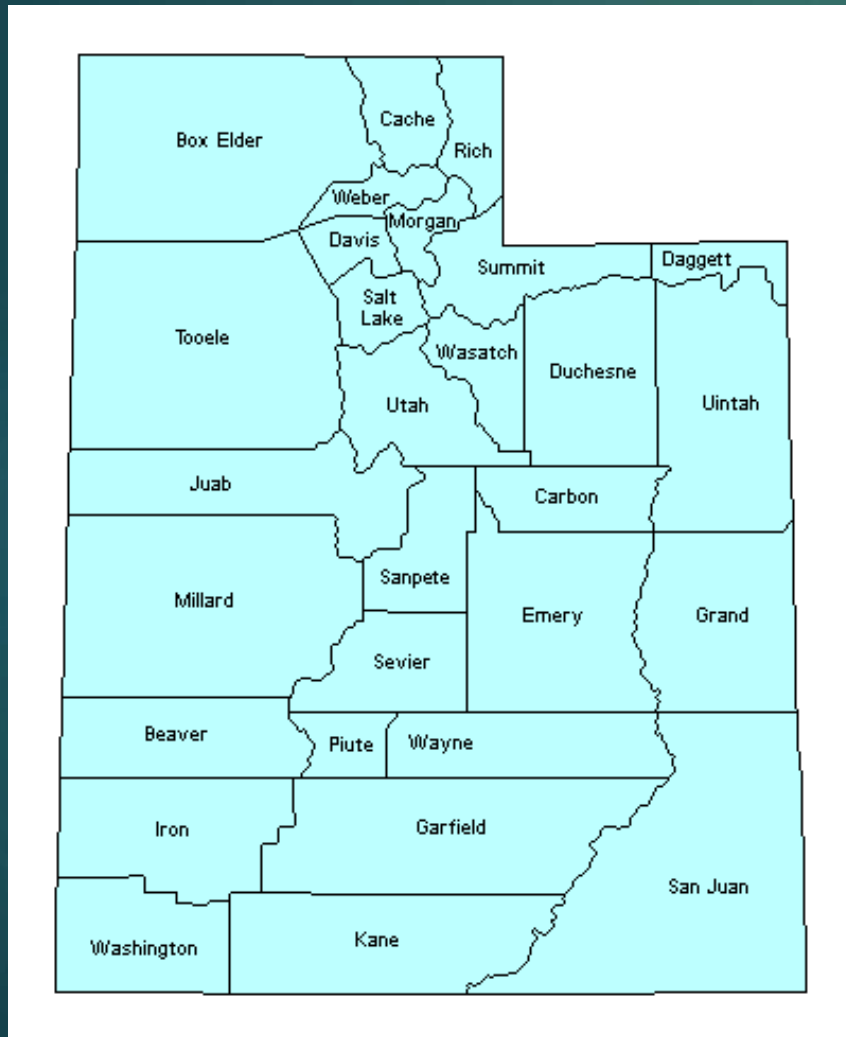 Cache
Box Elder
Rich
Weber
Morgan
Davis
Summit
Daggett
Salt
Lake
Tooele
Wasatch
Duchesne
Utah
Uintah
Juab
Carbon
Sanpete
Millard
Emery
Grand
Sevier
Beaver
Piute
Wayne
Iron
Garfield
San Juan
Kane
Washington